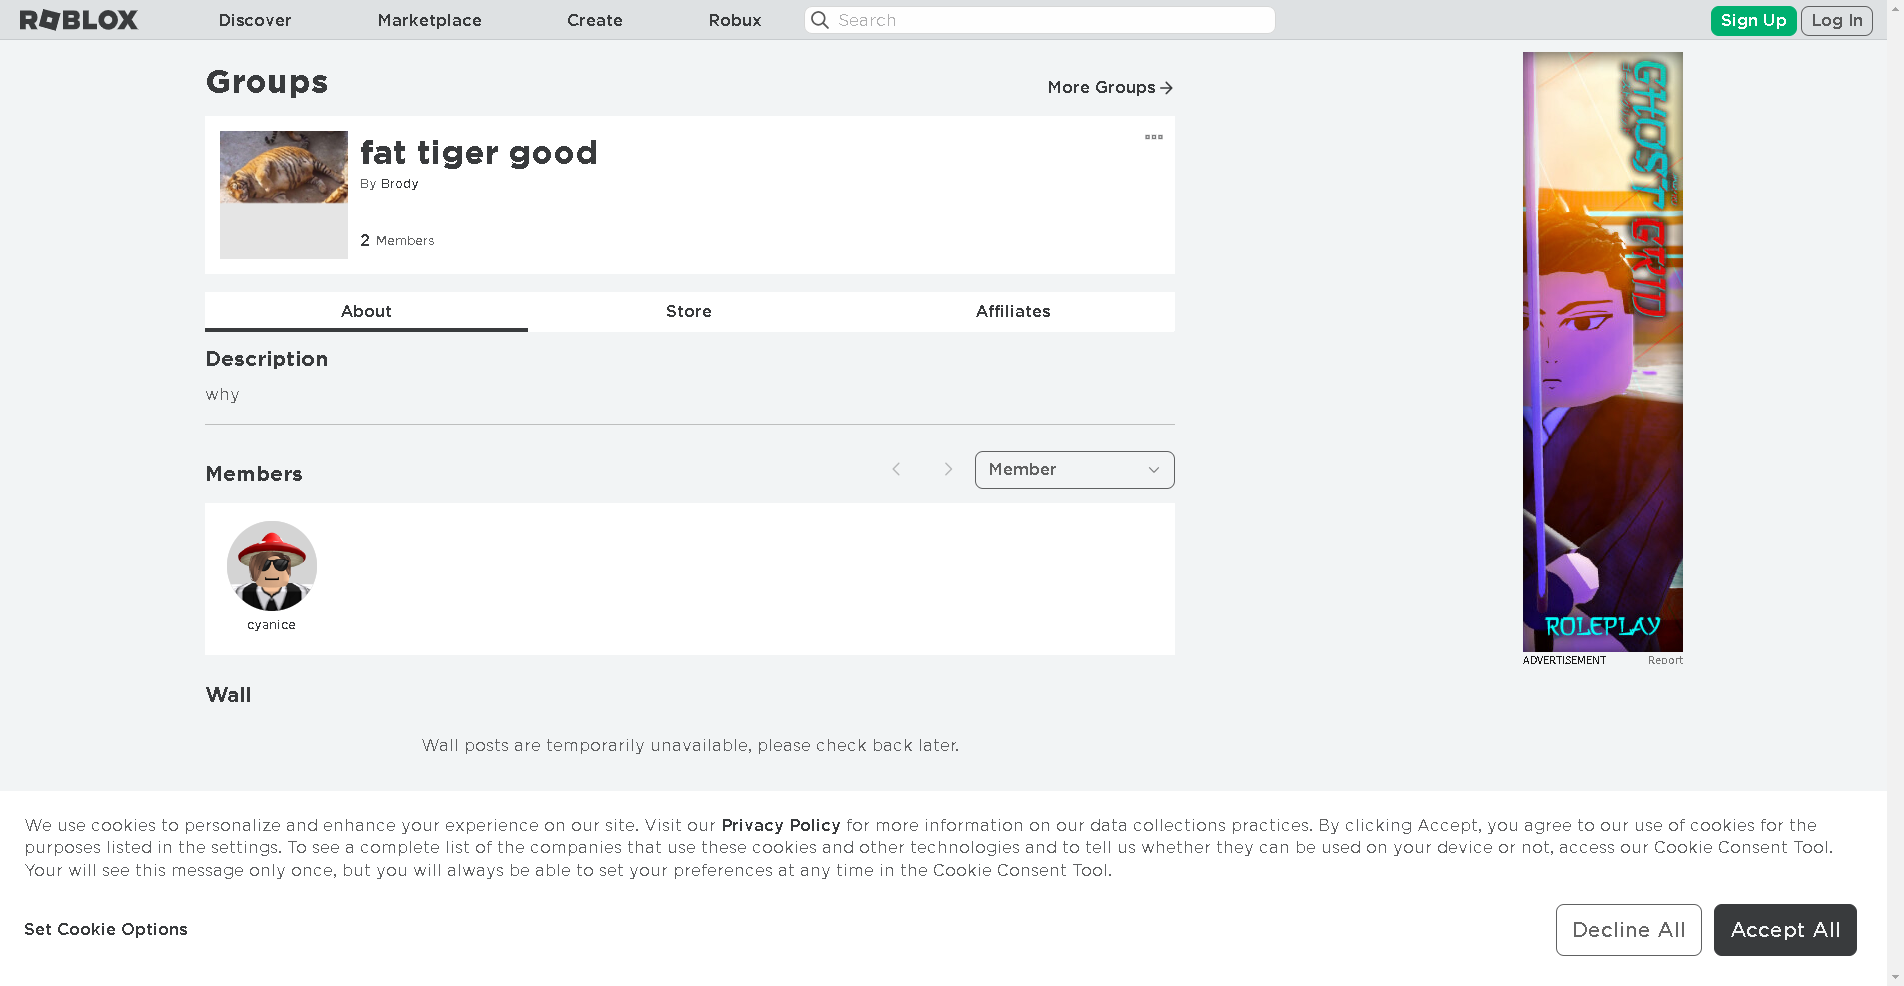 ROBLOX
Discover
Marketplace
Create
Robux
Search
Sign Up
Log In
Groups
More Groups
fat tiger good
By Brody
2 Members
About
Store
Affiliates
Description
why
Members
Member
cyanice
Wall
Wall posts are temporarily unavailable, please check back later.
GHOST GRID
ROLEPLAY
ADVERTISEMENT
Report
We use cookies to personalize and enhance your experience on our site. Visit our Privacy Policy for more information on our data collections practices. By clicking Accept, you agree to our use of cookies for the
purposes listed in the settings. To see a complete list of the companies that use these cookies and other technologies and to tell us whether they can be used on your device or not, access our Cookie Consent Tool.
Your will see this message only once, but you will always be able to set your preferences at any time in the Cookie Consent Tool.
Set Cookie Options
Decline All
Accept All